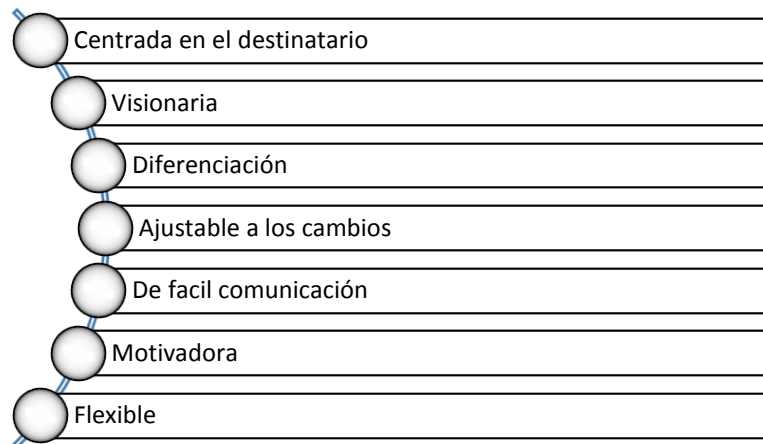 Centrada en el destinatario
Visionaria
Diferenciación
Ajustable a los cambios
De facil comunicación
Motivadora
Flexible